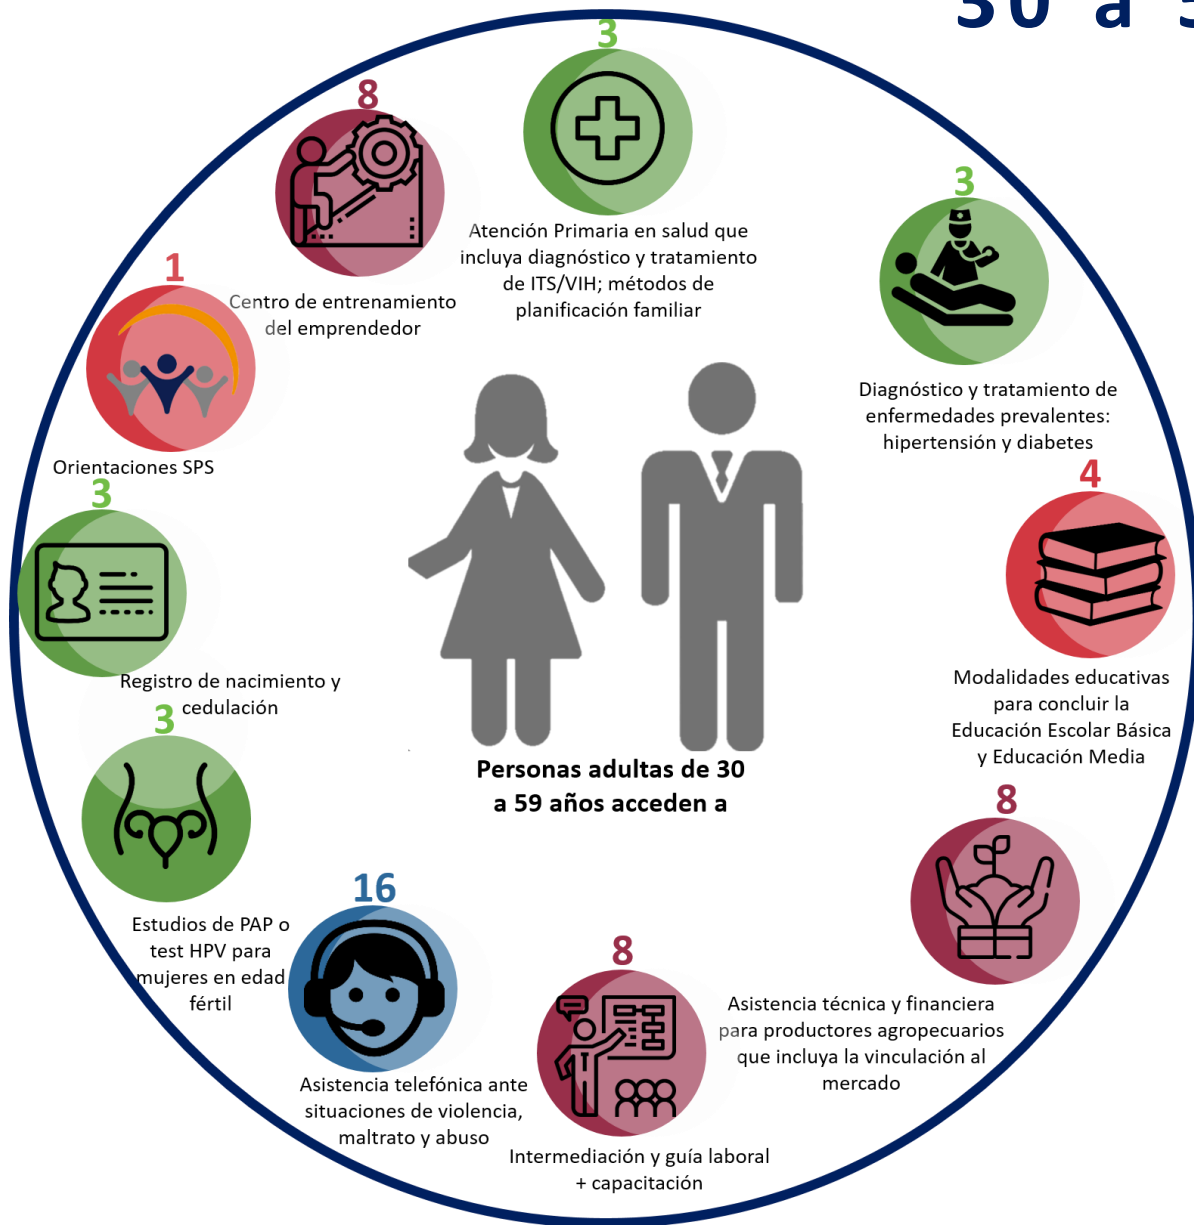 30 a 5
3
Atención Primaria en salud que
incluya diagnóstico y tratamiento
de ITS/VIH; métodos de
planificación familiar
3
Diagnóstico y tratamiento de
enfermedades prevalentes:
hipertensión y diabetes
4
Modalidades educativas
para concluir la
Educación Escolar Básica
y Educación Media
8
Asistencia técnica y financiera
para productores agropecuarios
que incluya la vinculación al
mercado
8
Intermediación y guía laboral
+ capacitación
16
Asistencia telefónica ante
situaciones de violencia,
maltrato y abuso
3
Estudios de PAP o
test HPV para
mujeres en edad
fértil
3
Registro de nacimiento y
cedulación
1
Orientaciones SPS
8
Centro de entrenamiento
del emprendedor
Personas adultas de 30
a 59 años acceden a